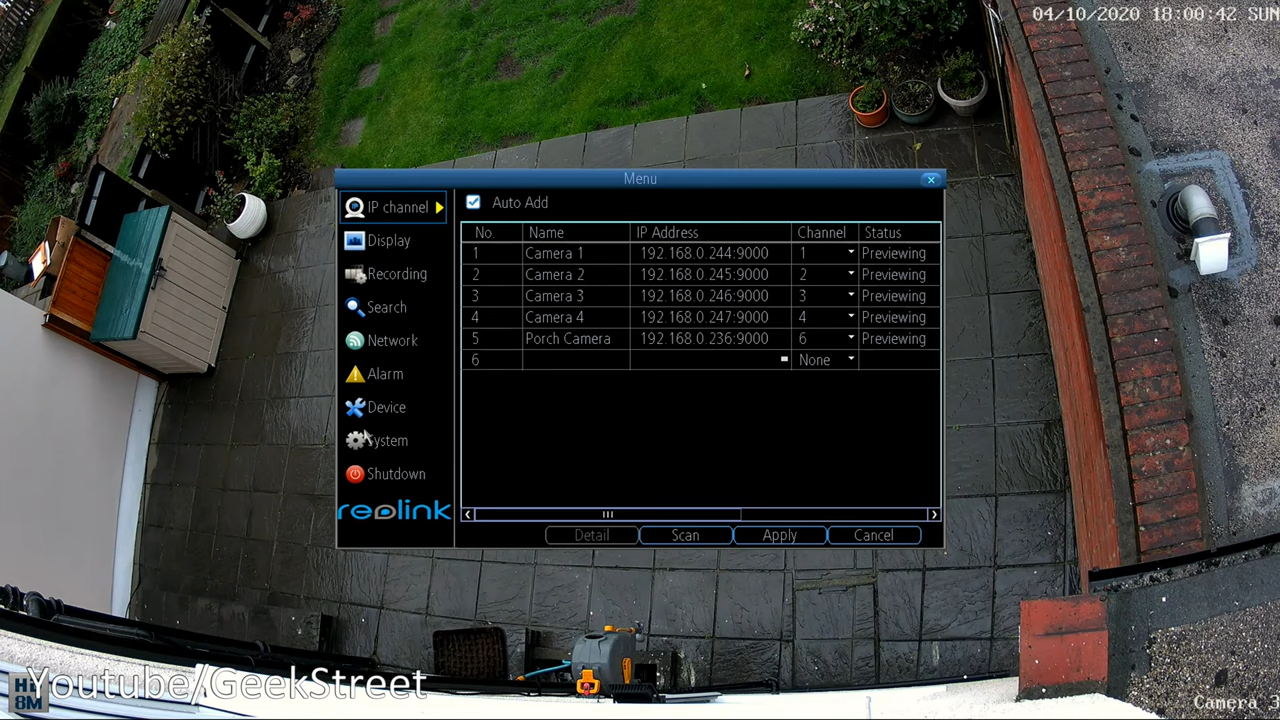 04/10/2020 18:00:42 SUN
Menu
IP channel
Display
Recording
Search
Network
Alarm
Device
System
Shutdown
reolink
Auto Add
No. Name IP Address Channel Status
1 Camera 1 192.168.0.244:9000 1 Previewing
2 Camera 2 192.168.0.245:9000 2 Previewing
3 Camera 3 192.168.0.246:9000 3 Previewing
4 Camera 4 192.168.0.247:9000 4 Previewing
5 Porch Camera 192.168.0.236:9000 6 Previewing
6 None
Detail Scan Apply Cancel
8M
Youtube/GeekStreet
Camera 3